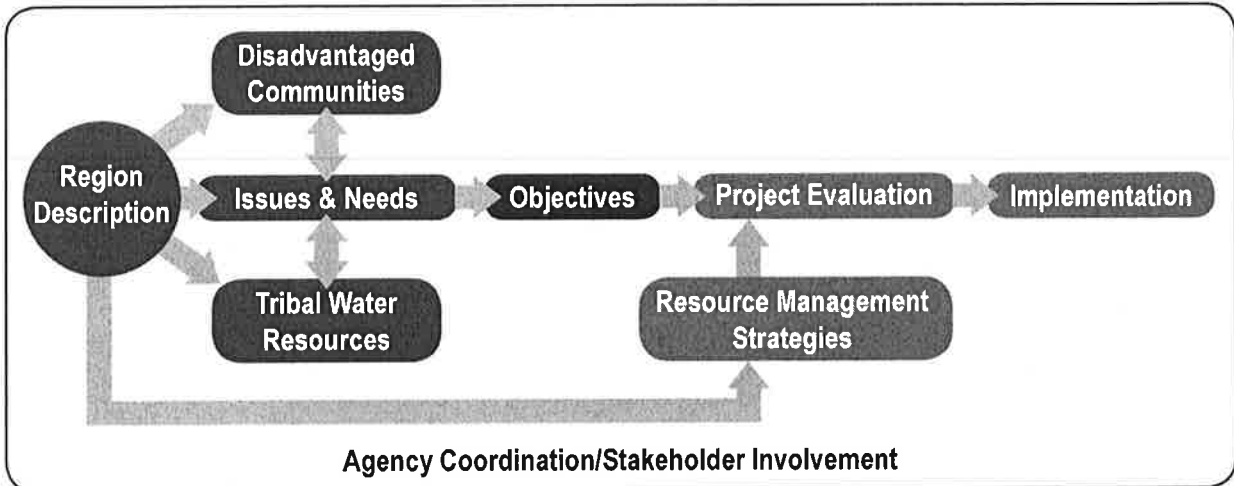 Disadvantaged
Communities
Region
Description
Issues & Needs
Objectives
Project Evaluation
Implementation
Tribal Water
Resources
Resource Management
Strategies
Agency Coordination/Stakeholder Involvement